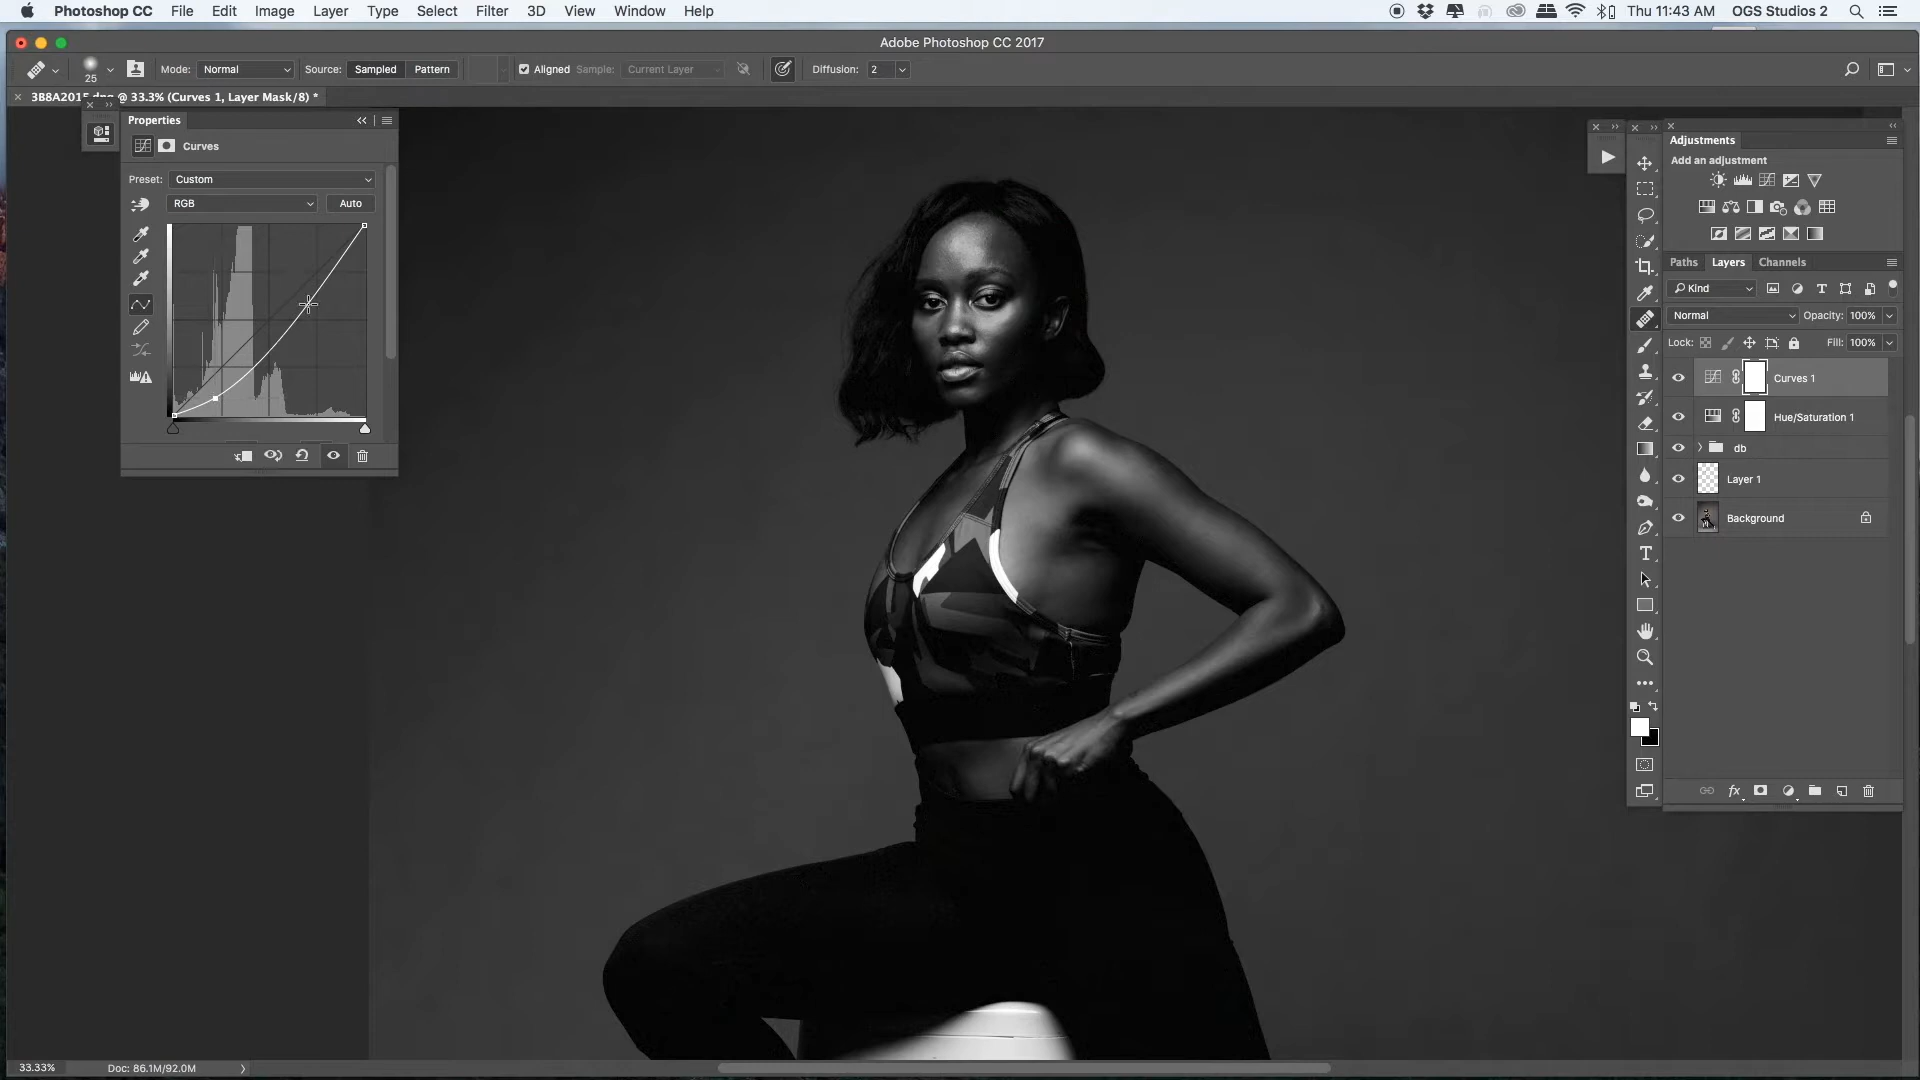 Photoshop CC File Edit Image Layer Type Select Filter 3D View Window Help Thu 11:43 AM OGS Studios 2
Adobe Photoshop CC 2017
25 Mode: Normal Source: Sampled Pattern Aligned Sample: Current Layer Diffusion: 2
3B8A2015.dng @ 33.3% (Curves 1, Layer Mask/8) *
Properties
Curves
Preset: Custom
RGB Auto
Adjustments
Add an adjustment
Paths Layers Channels
Kind
Normal Opacity: 100%
Lock: Fill: 100%
Curves 1
Hue/Saturation 1
db
Layer 1
Background
fx
33.33% Doc: 86.1M/92.0M